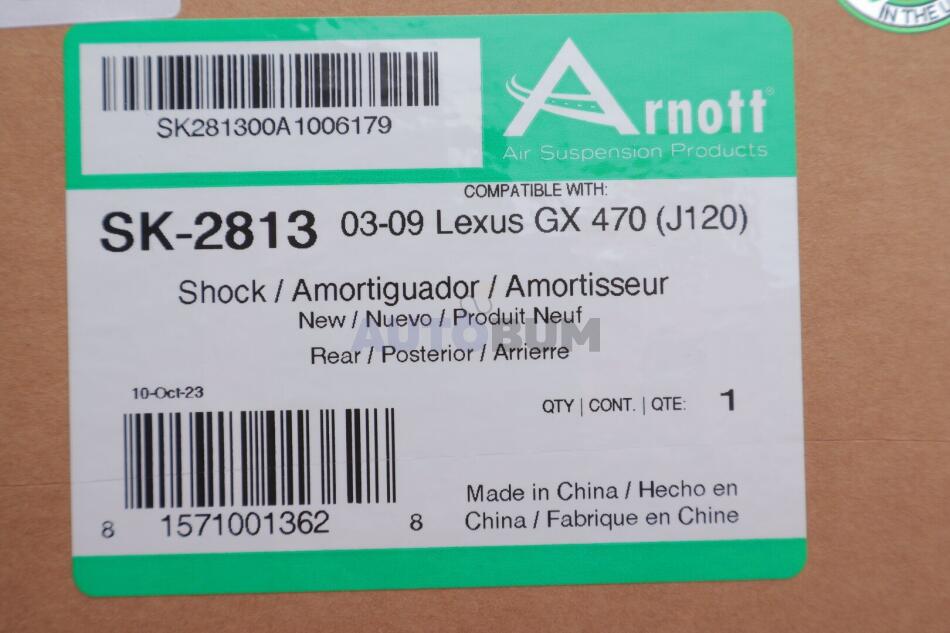 IN THE U
SK281300A1006179
Arnott®
Air Suspension Products
COMPATIBLE WITH:
SK-2813 03-09 Lexus GX 470 (J120)
Shock / Amortiguador / Amortisseur
New / Nuevo / Produit Neuf
AUTOBUM
Rear / Posterior / Arrierre
10-Oct-23
QTY | CONT. | QTE: 1
8 1571001362 8
Made in China / Hecho en
China / Fabrique en Chine